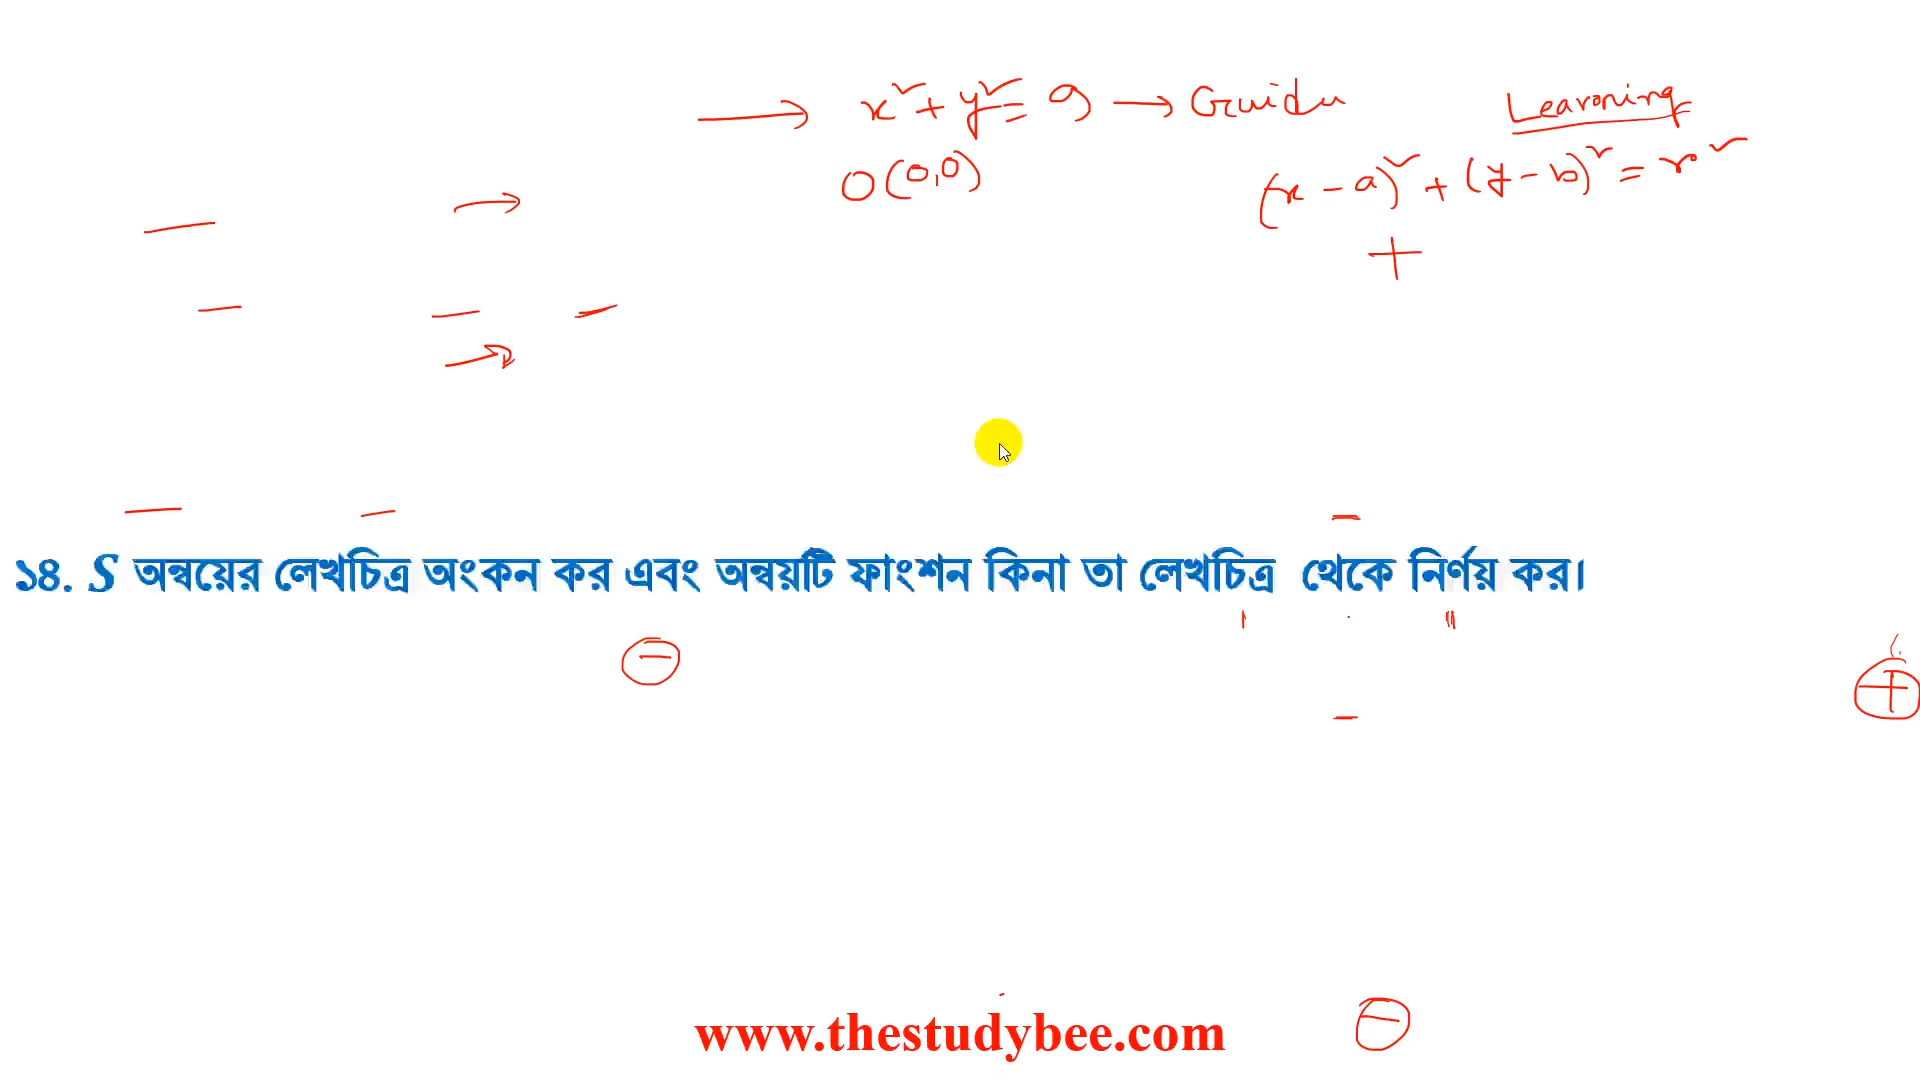 → x² + y² = 9 → Guide Learning
O(0,0) (x - a)² + (y - b)² = r²
+
১৪. S অন্বয়ের লেখচিত্র অংকন কর এবং অন্বয়টি ফাংশন কিনা তা লেখচিত্র থেকে নির্ণয় কর।
www.thestudybee.com